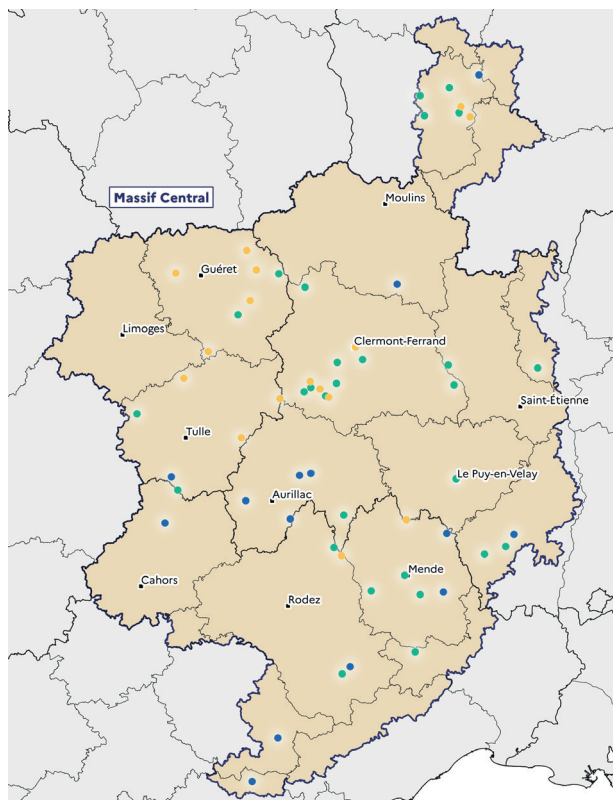 Moulins
Massif Central
Guéret
Limoges
Clermont-Ferrand
Saint-Étienne
Tulle
Le Puy-en-Velay
Aurillac
Mende
Cahors
Rodez